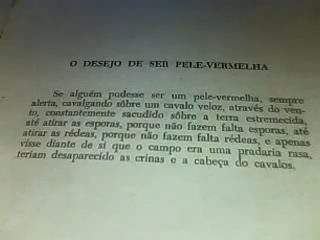 O DESEJO DE SER PELE-VERMELHA
Se alguém pudesse ser um pele-vermelha, sempre
alerta, cavalgando sôbre um cavalo veloz, através do ven-
to, constantemente sacudido sôbre a terra estremecida,
até atirar as esporas, porque não fazem falta esporas, até
atirar as rédeas, porque não fazem falta rédeas, e apenas
visse diante de si que o campo era uma pradaria rasa,
teriam desaparecido as crinas e a cabeça do cavalos.